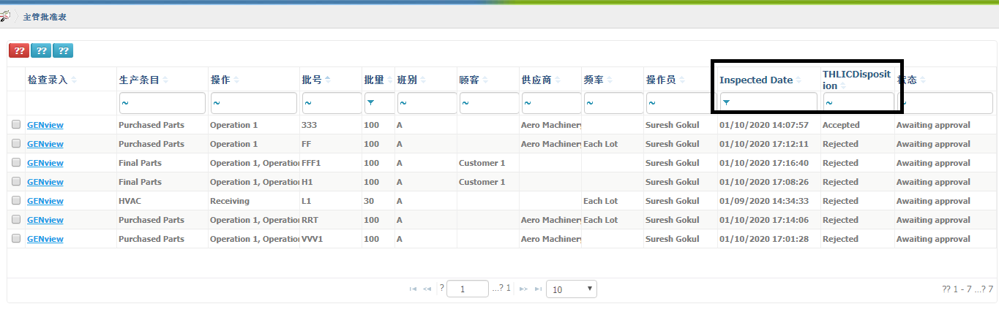 主管批准表
?? ?? ??
检查录入 生产条目 操作 批号 批量 班别 顾客 供应商 频率 操作员 Inspected Date THLICDisposit
ion 状态
~ ~ ~ ~ ~ ~ ~ ~ ~ ~
GENview Purchased Parts Operation 1 333 100 A Aero Machinery Suresh Gokul 01/10/2020 14:07:57 Accepted Awaiting approval
GENview Purchased Parts Operation 1 FF 100 A Aero Machinery Each Lot Suresh Gokul 01/10/2020 17:12:11 Rejected Awaiting approval
GENview Final Parts Operation 1, Operation FFF1 100 A Customer 1 Suresh Gokul 01/10/2020 17:16:40 Rejected Awaiting approval
GENview Final Parts Operation 1, Operation H1 100 A Customer 1 Suresh Gokul 01/10/2020 17:08:26 Rejected Awaiting approval
GENview HVAC Receiving L1 30 A Each Lot Suresh Gokul 01/09/2020 14:34:33 Rejected Awaiting approval
GENview Purchased Parts Operation 1, Operation RRT 100 A Aero Machinery Each Lot Suresh Gokul 01/10/2020 17:14:06 Rejected Awaiting approval
GENview Purchased Parts Operation 1, Operation VVV1 100 A Aero Machinery Suresh Gokul 01/10/2020 17:01:28 Rejected Awaiting approval
? 1 ...? 1 10 ?? 1 - 7 ...? 7